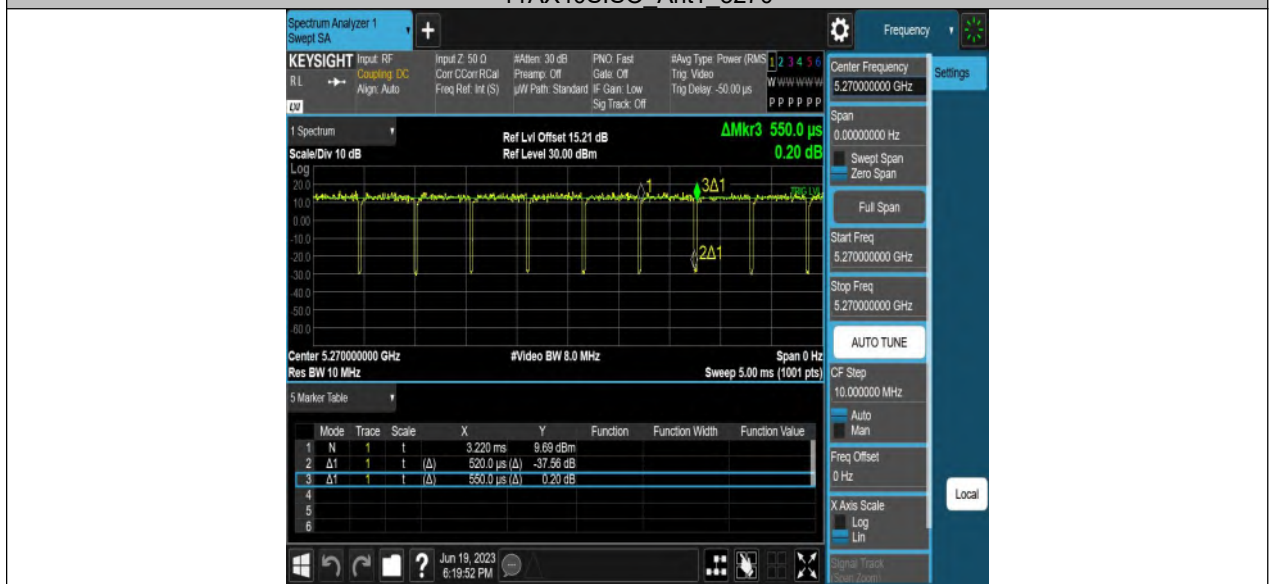 11AX40SISO_Ant1_5270
Spectrum Analyzer 1
Swept SA
Frequency
KEYSIGHT
RL
LXI
Input: RF
Coupling: DC
Align: Auto
Input Z: 50 Ω
Corr CCorr RCal
Freq Ref: Int (S)
#Atten: 30 dB
Preamp: Off
µW Path: Standard
PNO: Fast
Gate: Off
IF Gain: Low
Sig Track: Off
#Avg Type: Power (RMS
Trig: Video
Trig Delay: -50.00 µs
1 2 3 4 5 6
W W W W W W
P P P P P P
Center Frequency
5.270000000 GHz
Settings
1 Spectrum
Scale/Div 10 dB
Ref Lvl Offset 15.21 dB
Ref Level 30.00 dBm
ΔMkr3 550.0 µs
0.20 dB
Log
20.0
10.0
0.00
-10.0
-20.0
-30.0
-40.0
-50.0
-60.0
1
3Δ1
TRIG LVL
2Δ1
Center 5.270000000 GHz
Res BW 10 MHz
#Video BW 8.0 MHz
Span 0 Hz
Sweep 5.00 ms (1001 pts)
Span
0.00000000 Hz
Swept Span
Zero Span
Full Span
Start Freq
5.270000000 GHz
Stop Freq
5.270000000 GHz
AUTO TUNE
CF Step
10.000000 MHz
Auto
Man
Freq Offset
0 Hz
X Axis Scale
Log
Lin
Signal Track
(Span Zoom)
Local
5 Marker Table
Mode Trace Scale X Y Function Function Width Function Value
1 N 1 t 3.220 ms 9.69 dBm
2 Δ1 1 t (Δ) 520.0 µs (Δ) -37.56 dB
3 Δ1 1 t (Δ) 550.0 µs (Δ) 0.20 dB
4
5
6
Jun 19, 2023
6:19:52 PM